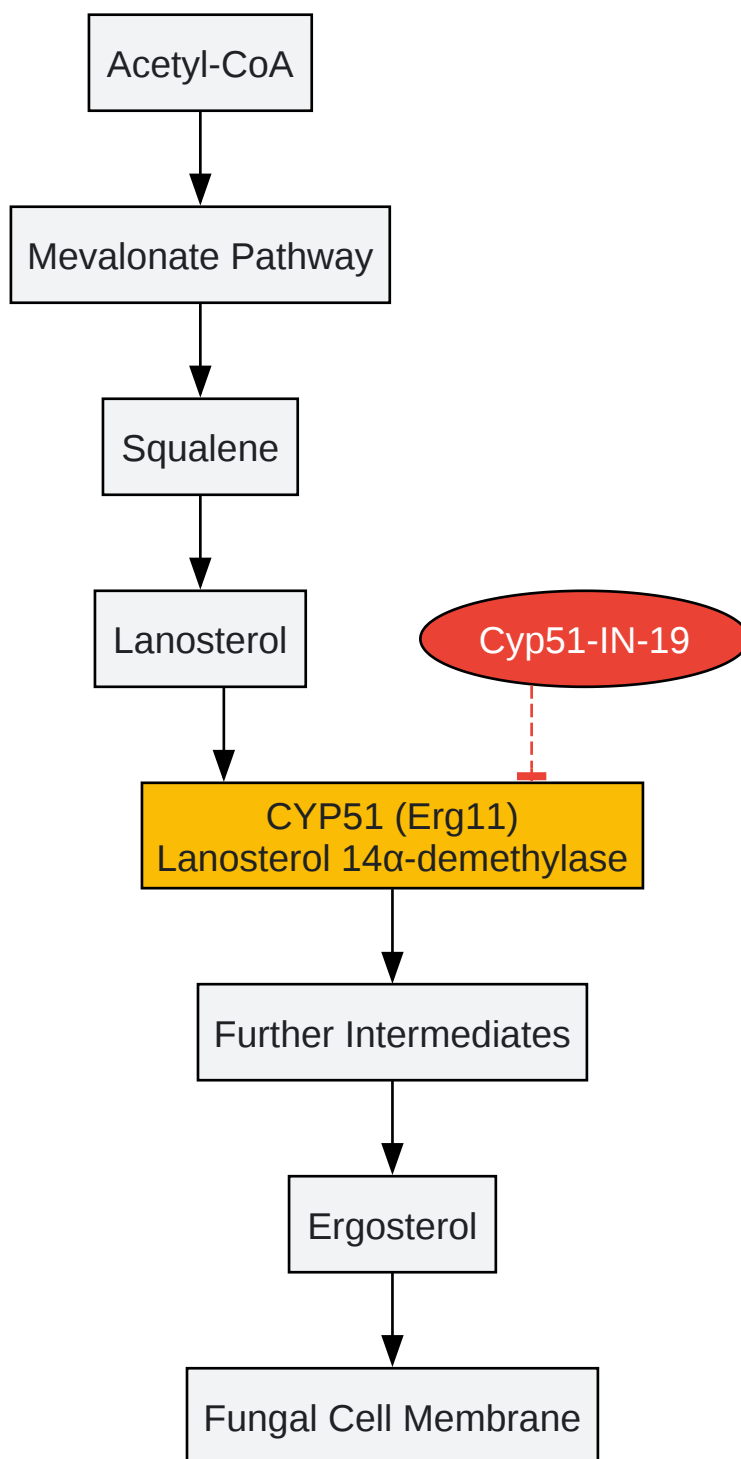 Acetyl-CoA
Mevalonate Pathway
Squalene
Lanosterol
Cyp51-IN-19
CYP51 (Erg11)
Lanosterol 14α-demethylase
Further Intermediates
Ergosterol
Fungal Cell Membrane